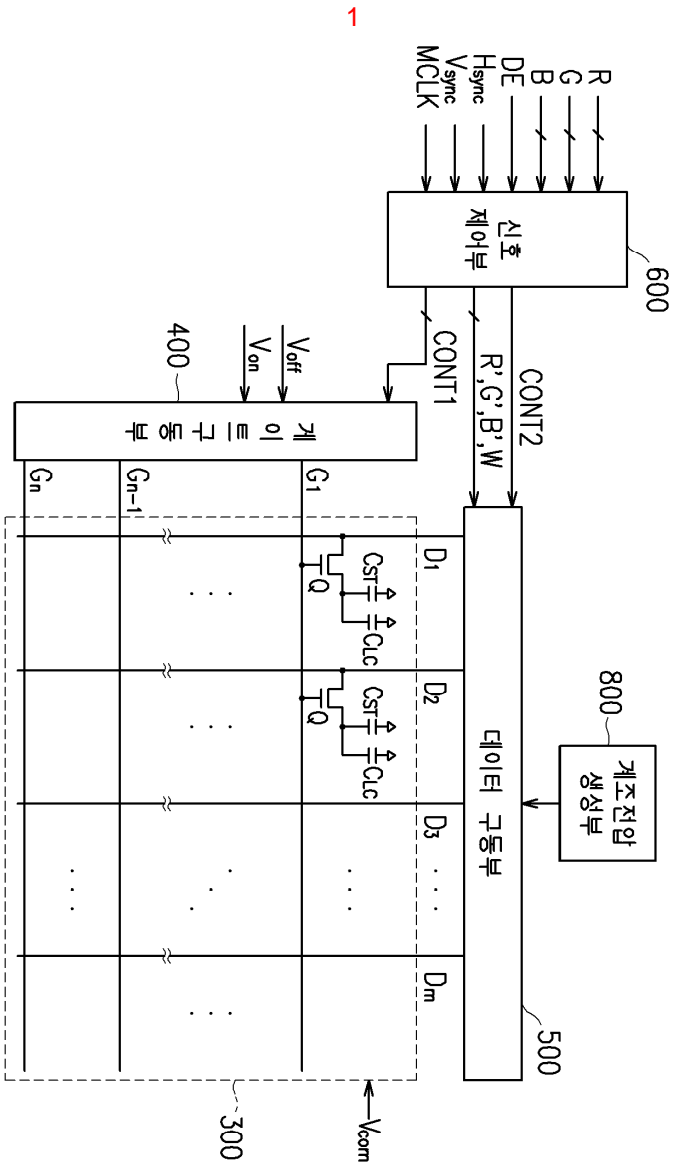 1
600
R
G
B
DE
Hsync
Vsync
MCLK
신호
제어부
CONT2
R',G',B',W
CONT1
800
계조전압
생성부
500
데이터 구동부
400
Voff
Von
게이트구동부
D1
D2
D3
. . .
Dm
Vcom
G1
Gn-1
Gn
CST
CLC
Q
CST
CLC
Q
. . .
. . .
. . .
. . .
. . .
. . .
300